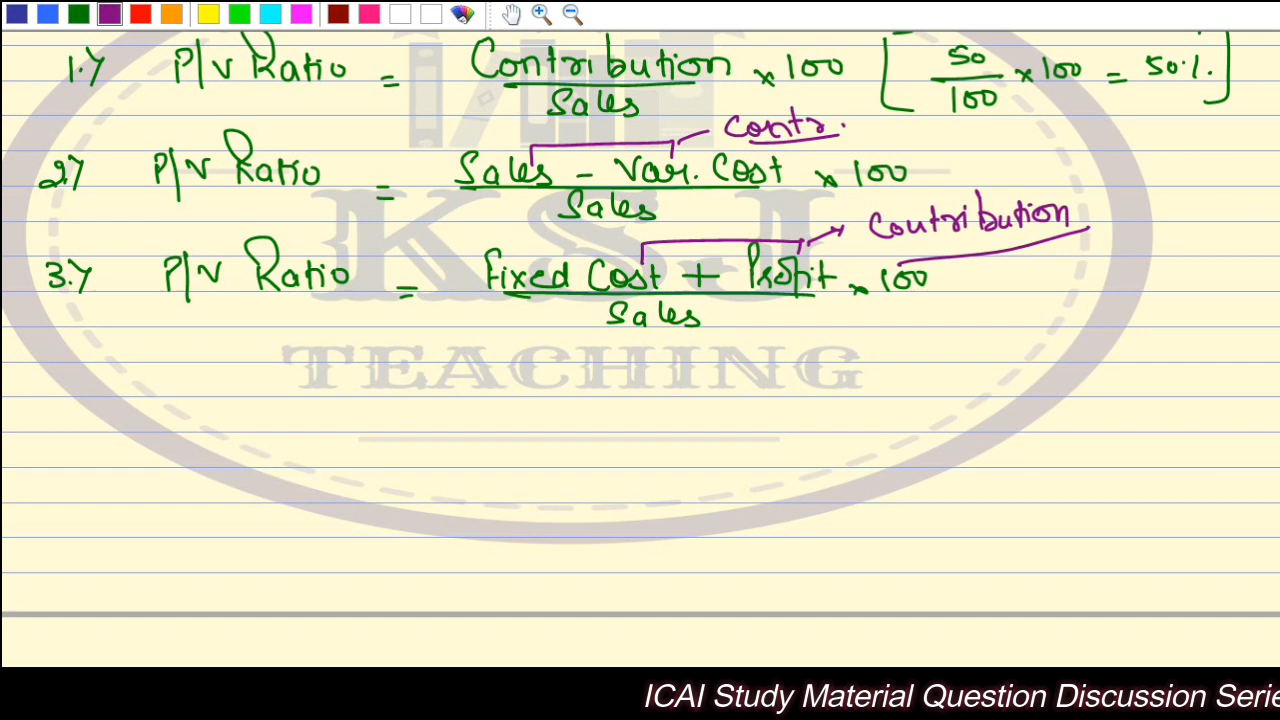 1.) P/V Ratio = Contribution / Sales × 100 [ 50 / 100 × 100 = 50%. ]
Contr.
2.) P/V Ratio = Sales - Var. Cost / Sales × 100
Contribution
3.) P/V Ratio = Fixed Cost + Profit / Sales × 100
KSJ
TEACHING
ICAI Study Material Question Discussion Serie